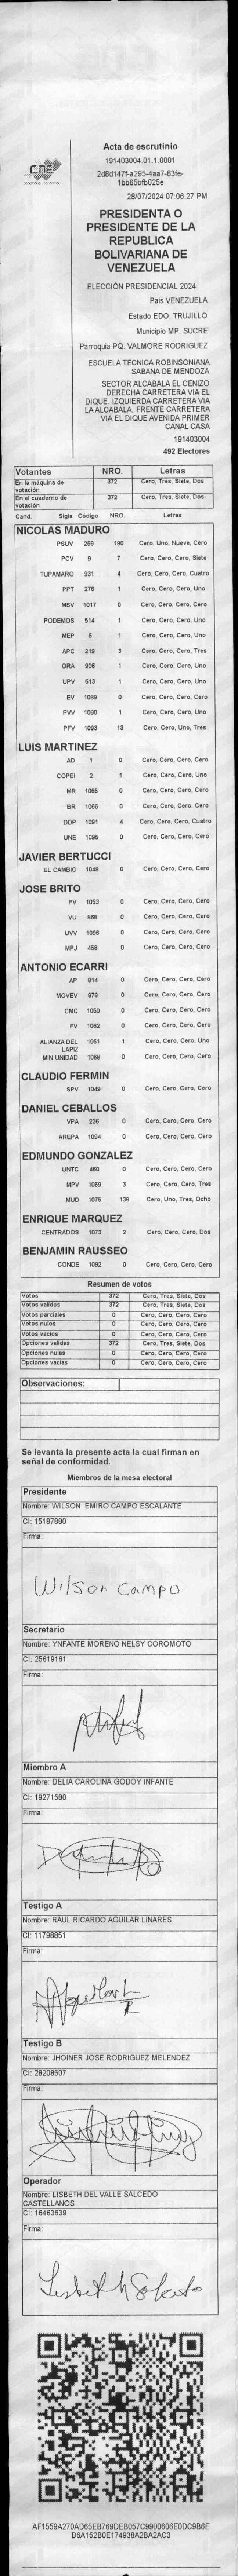 CNE
Acta de escrutinio
191403004.01.1.0001
2d8d147f-a295-4aa7-83fe-
1bb65bfb025e
28/07/2024 07:06:27 PM
PRESIDENTA O
PRESIDENTE DE LA
REPUBLICA
BOLIVARIANA DE
VENEZUELA
ELECCIÓN PRESIDENCIAL 2024
Pais VENEZUELA
Estado EDO. TRUJILLO
Municipio MP. SUCRE
Parroquia PQ. VALMORE RODRIGUEZ
ESCUELA TECNICA ROBINSONIANA
SABANA DE MENDOZA
SECTOR ALCABALA EL CENIZO
DERECHA CARRETERA VIA EL
DIQUE. IZQUIERDA CARRETERA VIA
LA ALCABALA. FRENTE CARRETERA
VIA EL DIQUE AVENIDA PRIMER
CANAL CASA
191403004
492 Electores
Votantes NRO. Letras
En la máquina de votación 372 Cero, Tres, Siete, Dos
En el cuaderno de votación 372 Cero, Tres, Siete, Dos
Cand. Sigla Código NRO. Letras
NICOLAS MADURO
PSUV 269 190 Cero, Uno, Nueve, Cero
PCV 9 7 Cero, Cero, Cero, Siete
TUPAMARO 931 4 Cero, Cero, Cero, Cuatro
PPT 276 1 Cero, Cero, Cero, Uno
MSV 1017 0 Cero, Cero, Cero, Cero
PODEMOS 514 1 Cero, Cero, Cero, Uno
MEP 6 1 Cero, Cero, Cero, Uno
APC 219 3 Cero, Cero, Cero, Tres
ORA 906 1 Cero, Cero, Cero, Uno
UPV 513 1 Cero, Cero, Cero, Uno
EV 1089 0 Cero, Cero, Cero, Cero
PVV 1090 1 Cero, Cero, Cero, Uno
PFV 1093 13 Cero, Cero, Uno, Tres
LUIS MARTINEZ
AD 1 0 Cero, Cero, Cero, Cero
COPEI 2 1 Cero, Cero, Cero, Uno
MR 1065 0 Cero, Cero, Cero, Cero
BR 1066 0 Cero, Cero, Cero, Cero
DDP 1091 4 Cero, Cero, Cero, Cuatro
UNE 1095 0 Cero, Cero, Cero, Cero
JAVIER BERTUCCI
EL CAMBIO 1048 0 Cero, Cero, Cero, Cero
JOSE BRITO
PV 1053 0 Cero, Cero, Cero, Cero
VU 968 0 Cero, Cero, Cero, Cero
UVV 1096 0 Cero, Cero, Cero, Cero
MPJ 458 0 Cero, Cero, Cero, Cero
ANTONIO ECARRI
AP 914 0 Cero, Cero, Cero, Cero
MOVEV 879 0 Cero, Cero, Cero, Cero
CMC 1050 0 Cero, Cero, Cero, Cero
FV 1062 0 Cero, Cero, Cero, Cero
ALIANZA DEL LAPIZ 1061 1 Cero, Cero, Cero, Uno
MIN UNIDAD 1068 0 Cero, Cero, Cero, Cero
CLAUDIO FERMIN
SPV 1049 0 Cero, Cero, Cero, Cero
DANIEL CEBALLOS
VPA 236 0 Cero, Cero, Cero, Cero
AREPA 1094 0 Cero, Cero, Cero, Cero
EDMUNDO GONZALEZ
UNTC 460 0 Cero, Cero, Cero, Cero
MPV 1069 3 Cero, Cero, Cero, Tres
MUD 1075 138 Cero, Uno, Tres, Ocho
ENRIQUE MARQUEZ
CENTRADOS 1073 2 Cero, Cero, Cero, Dos
BENJAMIN RAUSSEO
CONDE 1092 0 Cero, Cero, Cero, Cero
Resumen de votos
Votos 372 Cero, Tres, Siete, Dos
Votos validos 372 Cero, Tres, Siete, Dos
Votos parciales 0 Cero, Cero, Cero, Cero
Votos nulos 0 Cero, Cero, Cero, Cero
Votos vacios 0 Cero, Cero, Cero, Cero
Opciones validas 372 Cero, Tres, Siete, Dos
Opciones nulas 0 Cero, Cero, Cero, Cero
Opciones vacias 0 Cero, Cero, Cero, Cero
Observaciones:
Se levanta la presente acta la cual firman en
señal de conformidad.
Miembros de la mesa electoral
Presidente
Nombre: WILSON EMIRO CAMPO ESCALANTE
CI: 15187880
Firma:
Wilson Campo
Secretario
Nombre: YNFANTE MORENO NELSY COROMOTO
CI: 25619161
Firma:
Miembro A
Nombre: DELIA CAROLINA GODOY INFANTE
CI: 19271580
Firma:
Testigo A
Nombre: RAUL RICARDO AGUILAR LINARES
CI: 11798851
Firma:
Testigo B
Nombre: JHOINER JOSE RODRIGUEZ MELENDEZ
CI: 28208507
Firma:
Operador
Nombre: LISBETH DEL VALLE SALCEDO
CASTELLANOS
CI: 16463639
Firma:
Lisbeth Salcedo
AF1559A270AD65EB769DEB057C9900606E0DC9B6E
D6A152B0E174938A2BA2AC3